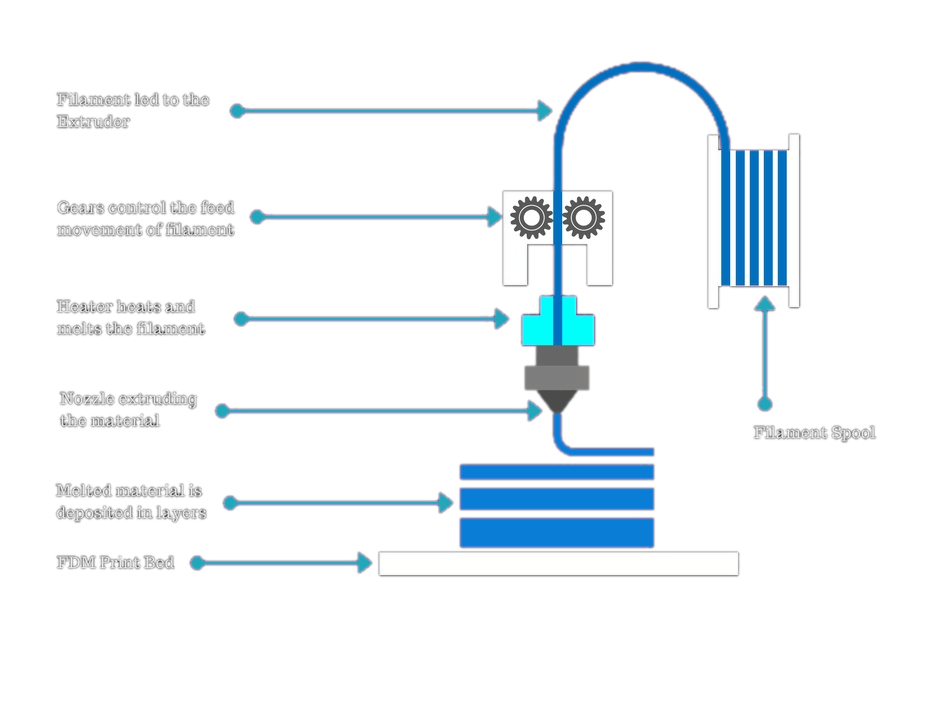 Filament led to the
Extruder
Gears control the feed
movement of filament
Heater heats and
melts the filament
Nozzle extruding
the material
Filament Spool
Melted material is
deposited in layers
FDM Print Bed